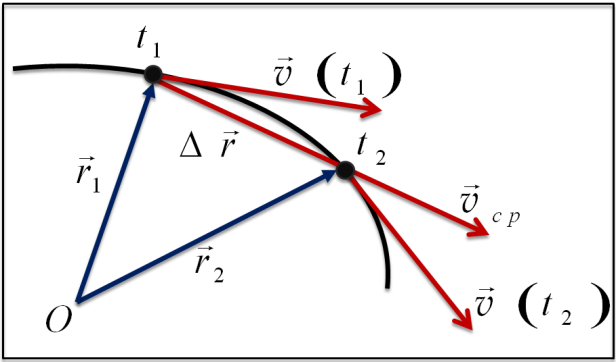 t₁
v⃗ (t₁)
Δ r⃗
t₂
r⃗₁
v⃗ ср
r⃗₂
v⃗ (t₂)
O